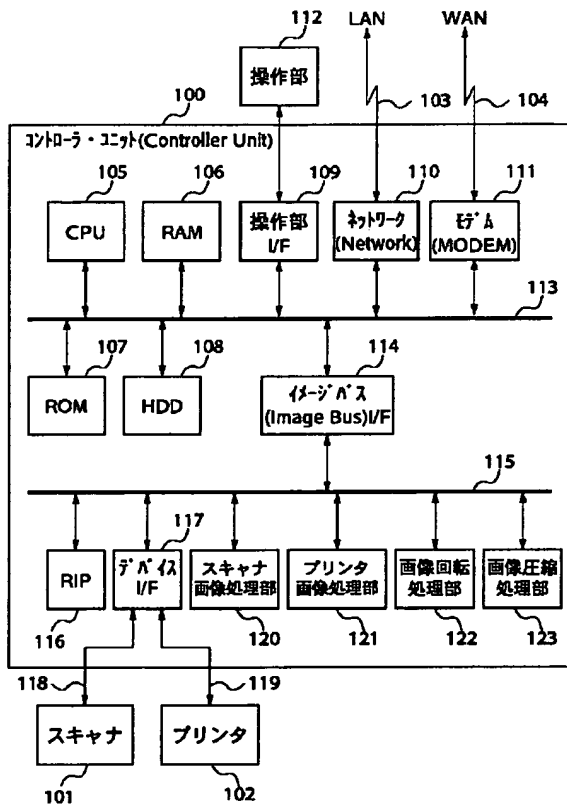 LAN
WAN
112
操作部
103
104
100
コントローラ・ユニット(Controller Unit)
105
106
109
110
111
CPU
RAM
操作部
I/F
ネットワーク
(Network)
モデム
(MODEM)
113
107
108
114
ROM
HDD
イメージバス
(Image Bus)I/F
115
117
RIP
デバイス
I/F
スキャナ
画像処理部
プリンタ
画像処理部
画像回転
処理部
画像圧縮
処理部
116
120
121
122
123
118
119
スキャナ
プリンタ
101
102